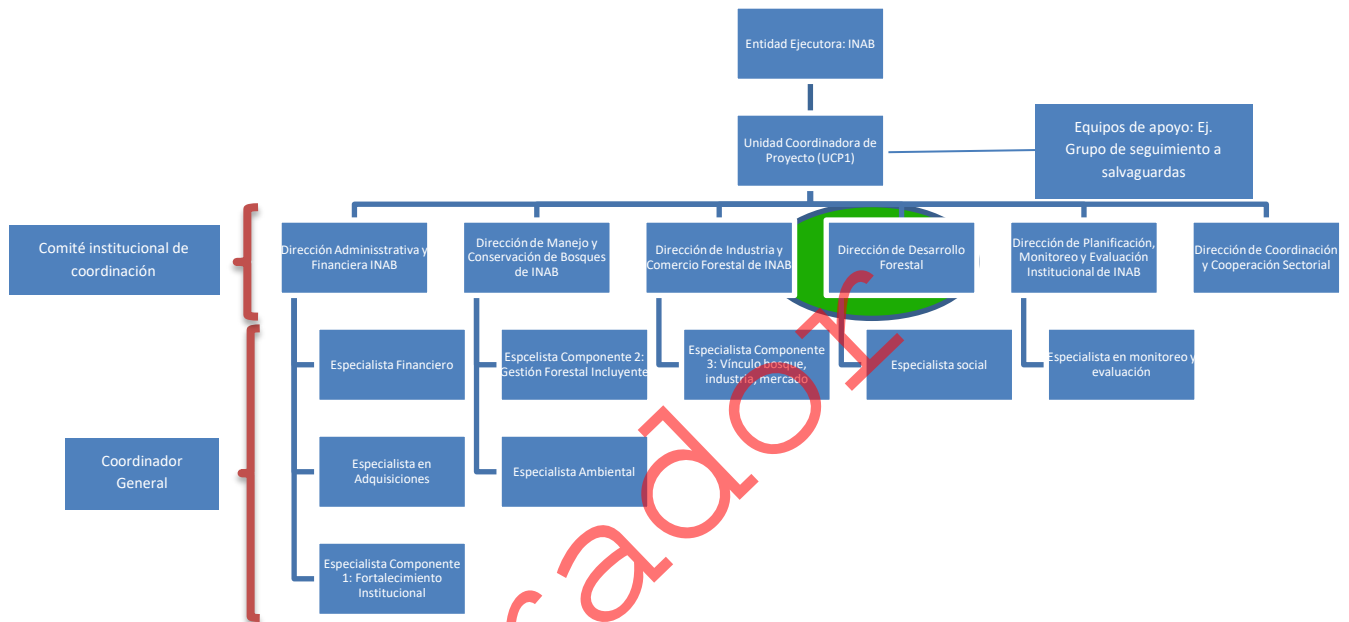 Entidad Ejecutora: INAB
Unidad Coordinadora de
Proyecto (UCP1)
Equipos de apoyo: Ej.
Grupo de seguimiento a
salvaguardas
Comité institucional de
coordinación
Dirección Adminisstrativa y
Financiera INAB
Dirección de Manejo y
Conservación de Bosques
de INAB
Dirección de Industria y
Comercio Forestal de INAB
Dirección de Desarrollo
Forestal
Dirección de Planificación,
Monitoreo y Evaluación
Institucional de INAB
Dirección de Coordinación
y Cooperación Sectorial
Coordinador
General
Especialista Financiero
Espcelista Componente 2:
Gestión Forestal Incluyente
Especialista Componente
3: Vínculo bosque,
industria, mercado
Especialista social
Especialista en monitoreo y
evaluación
Especialista en
Adquisiciones
Especialista Ambiental
Especialista Componente
1: Fortalecimiento
Institucional
ador